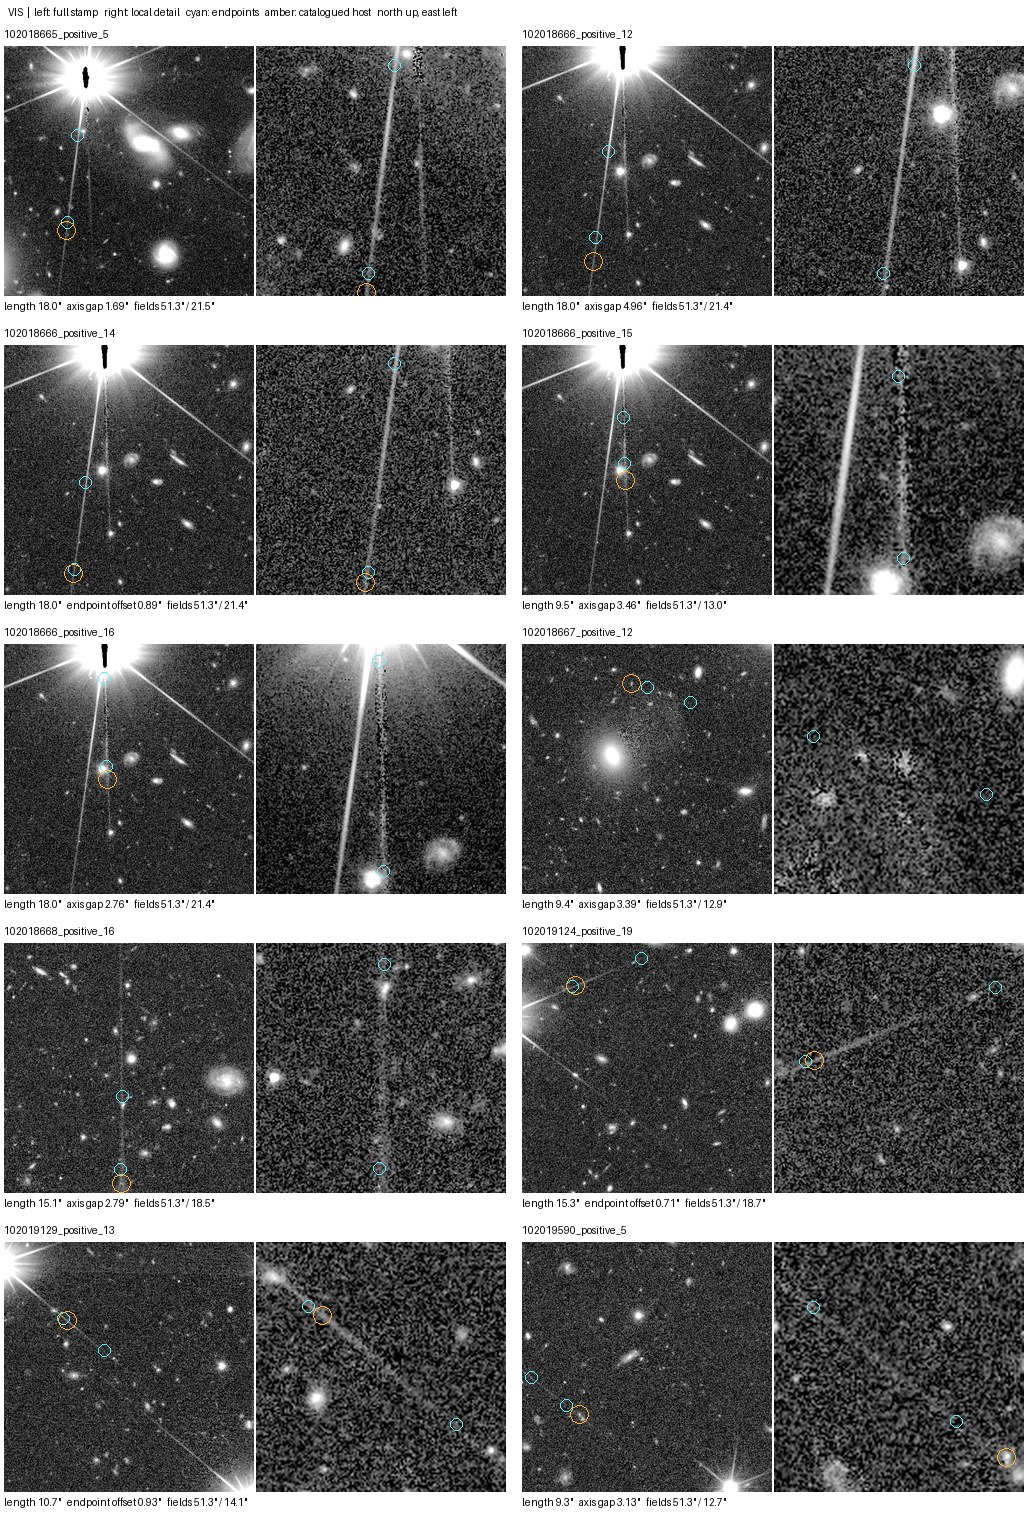 VIS | left: full stamp  right: local detail  cyan: endpoints  amber: catalogued host  north up, east left
102018665_positive_5
102018666_positive_12
length 18.0"  axis gap 1.69"  fields 51.3" / 21.5"
length 18.0"  axis gap 4.96"  fields 51.3" / 21.4"
102018666_positive_14
102018666_positive_15
length 18.0"  endpoint offset 0.89"  fields 51.3" / 21.4"
length 9.5"  axis gap 3.46"  fields 51.3" / 13.0"
102018666_positive_16
102018667_positive_12
length 18.0"  axis gap 2.76"  fields 51.3" / 21.4"
length 9.4"  axis gap 3.39"  fields 51.3" / 12.9"
102018668_positive_16
102019124_positive_19
length 15.1"  axis gap 2.79"  fields 51.3" / 18.5"
length 15.3"  endpoint offset 0.71"  fields 51.3" / 18.7"
102019129_positive_13
102019590_positive_5
length 10.7"  endpoint offset 0.93"  fields 51.3" / 14.1"
length 9.3"  axis gap 3.13"  fields 51.3" / 12.7"